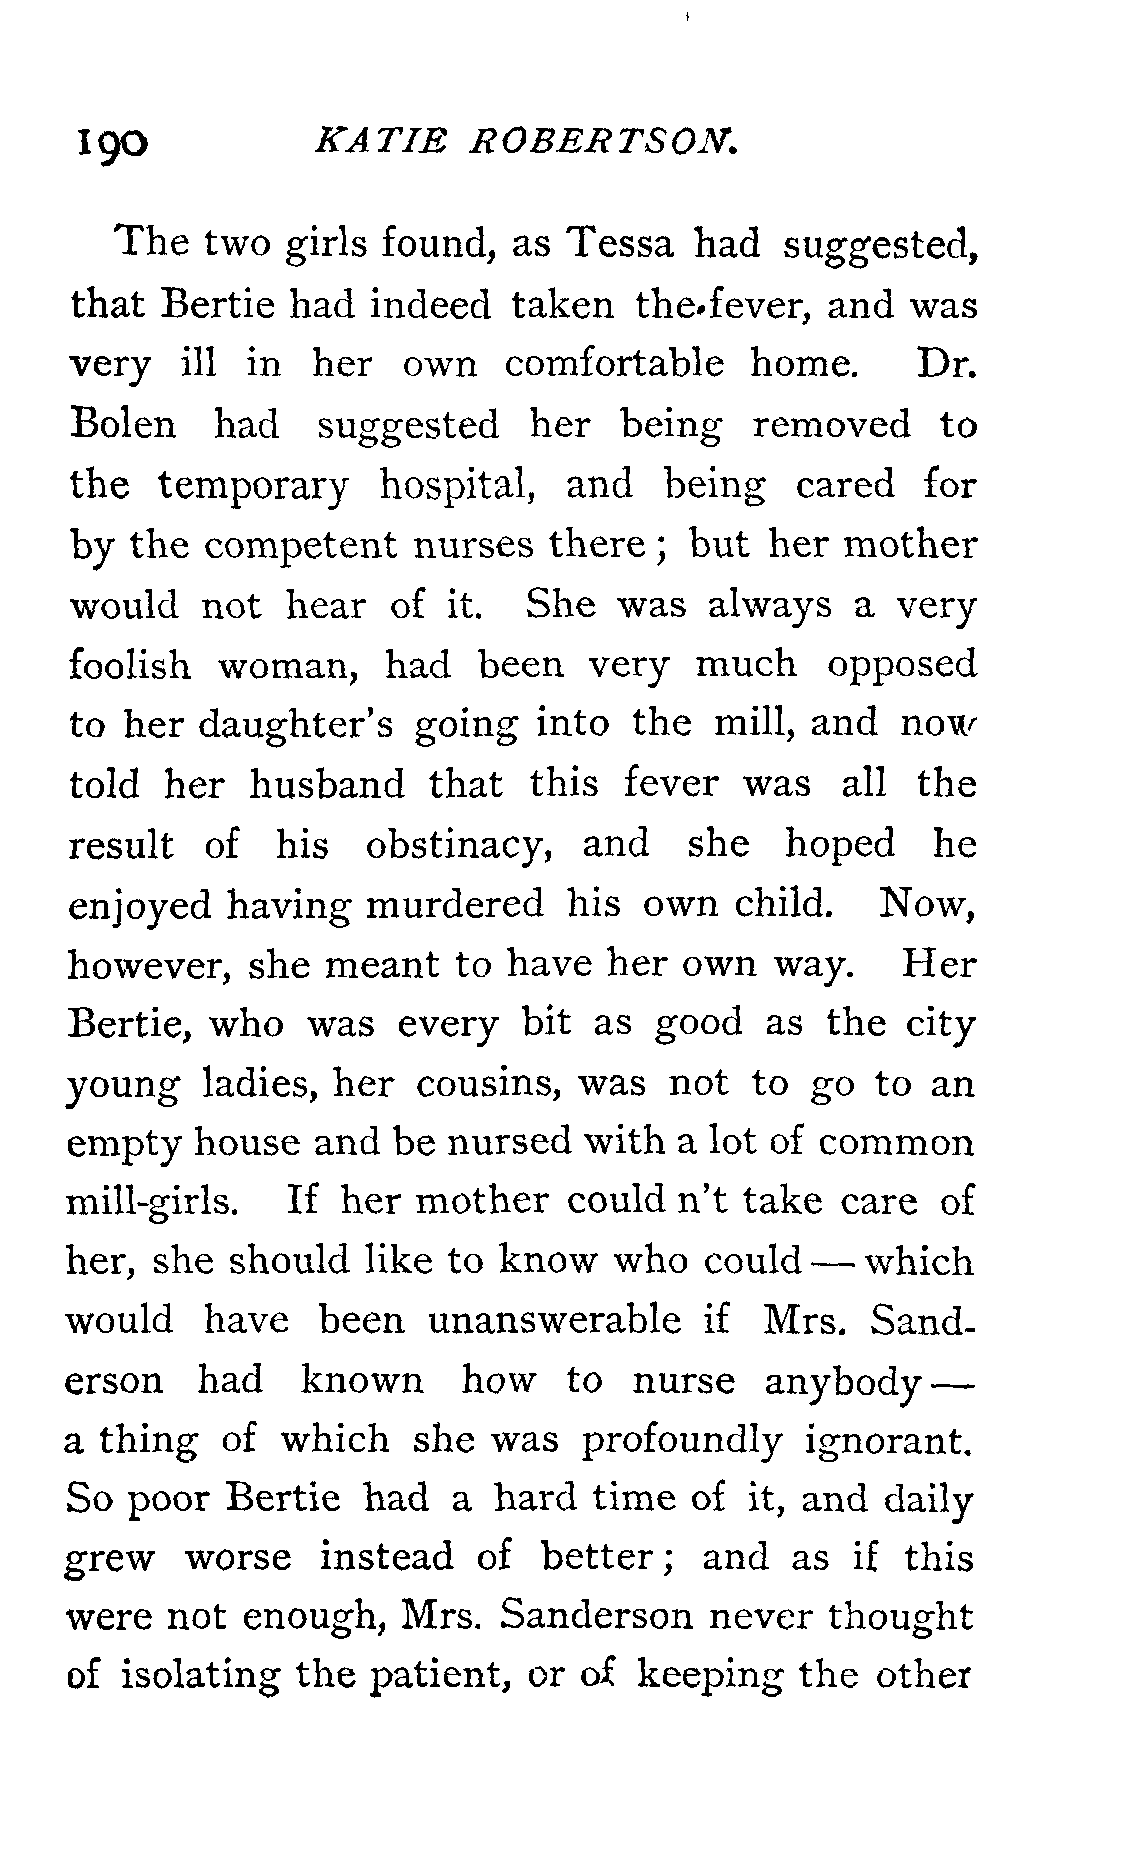 190 KATIE ROBERTSON.
The two girls found, as Tessa had suggested,
that Bertie had indeed taken the fever, and was
very ill in her own comfortable home. Dr.
Bolen had suggested her being removed to
the temporary hospital, and being cared for
by the competent nurses there ; but her mother
would not hear of it. She was always a very
foolish woman, had been very much opposed
to her daughter's going into the mill, and now
told her husband that this fever was all the
result of his obstinacy, and she hoped he
enjoyed having murdered his own child. Now,
however, she meant to have her own way. Her
Bertie, who was every bit as good as the city
young ladies, her cousins, was not to go to an
empty house and be nursed with a lot of common
mill-girls. If her mother could n't take care of
her, she should like to know who could — which
would have been unanswerable if Mrs. Sand-
erson had known how to nurse anybody —
a thing of which she was profoundly ignorant.
So poor Bertie had a hard time of it, and daily
grew worse instead of better ; and as if this
were not enough, Mrs. Sanderson never thought
of isolating the patient, or of keeping the other